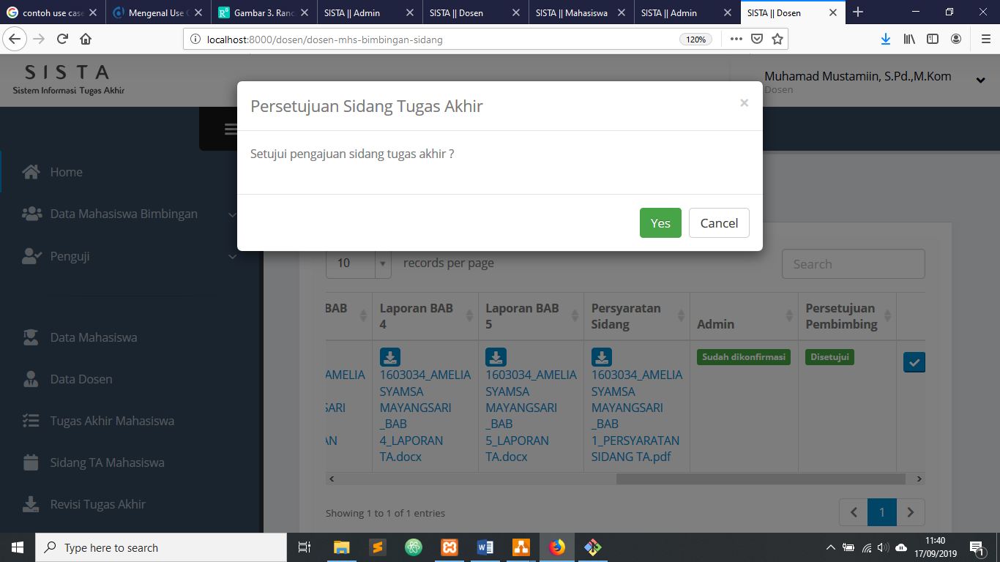 contoh use case
Mengenal Use C
Gambar 3. Ranc
SISTA || Admin
SISTA || Dosen
SISTA || Mahasiswa
SISTA || Admin
SISTA || Dosen
localhost:8000/dosen/dosen-mhs-bimbingan-sidang
120%
SISTA
Sistem Informasi Tugas Akhir
Muhamad Mustamiin, S.Pd.,M.Kom
Dosen
Persetujuan Sidang Tugas Akhir
×
Setujui pengajuan sidang tugas akhir ?
Yes
Cancel
Home
Data Mahasiswa Bimbingan
Penguji
Data Mahasiswa
Data Dosen
Tugas Akhir Mahasiswa
Sidang TA Mahasiswa
Revisi Tugas Akhir
10
records per page
Search
BAB
Laporan BAB
4
Laporan BAB
5
Persyaratan
Sidang
Admin
Persetujuan
Pembimbing
AMELIA
SARI
AN
1603034_AMELIA
SYAMSA
MAYANGSARI
_BAB
4_LAPORAN
TA.docx
1603034_AMELIA
SYAMSA
MAYANGSARI
_BAB
5_LAPORAN
TA.docx
1603034_AMELIA
SYAMSA
MAYANGSARI
_BAB
1_PERSYARATAN
SIDANG TA.pdf
Sudah dikonfirmasi
Disetujui
Showing 1 to 1 of 1 entries
1
Type here to search
11:40
17/09/2019
1